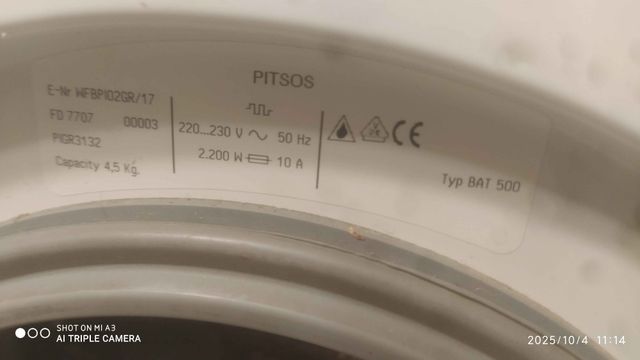 PITSOS
E-Nr WFBPI02GR/17
FD 7707 00003
PIGR3132
Capacity 4,5 Kg.
220...230 V ~ 50 Hz
2.200 W 10 A
CE
Typ BAT 500
SHOT ON MI A3
AI TRIPLE CAMERA
2025/10/4 11:14